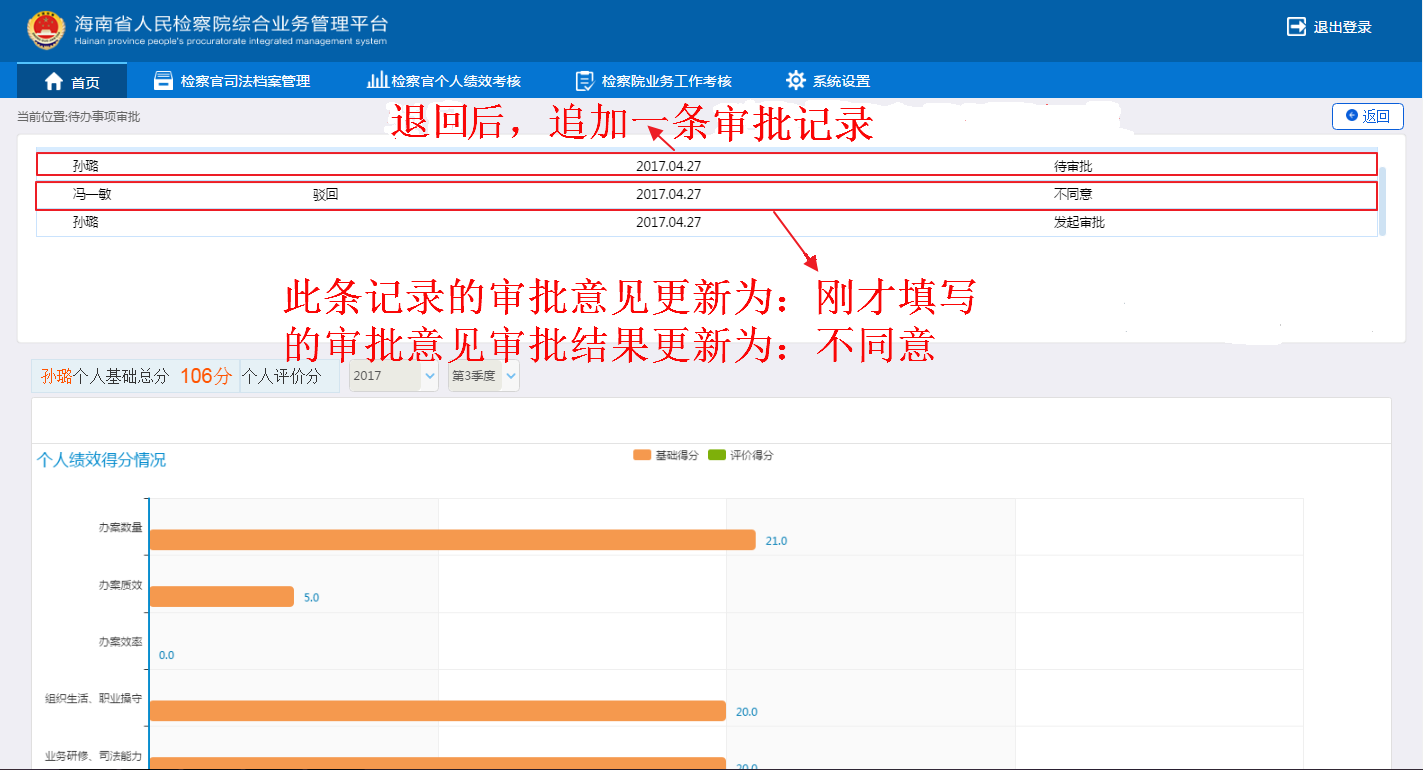 海南省人民检察院综合业务管理平台
Hainan province people's procuratorate integrated management system
退出登录
首页 检察官司法档案管理 检察官个人绩效考核 检察院业务工作考核 系统设置
当前位置:待办事项审批
退回后，追加一条审批记录
返回
孙璐 2017.04.27 待审批
冯一敏 驳回 2017.04.27 不同意
孙璐 2017.04.27 发起审批
此条记录的审批意见更新为：刚才填写
的审批意见审批结果更新为：不同意
孙璐个人基础总分 106分 个人评价分 2017 第3季度
个人绩效得分情况
基础得分 评价得分
办案数量 21.0
办案质效 5.0
办案效率 0.0
组织生活、职业操守 20.0
业务研修、司法能力 20.0